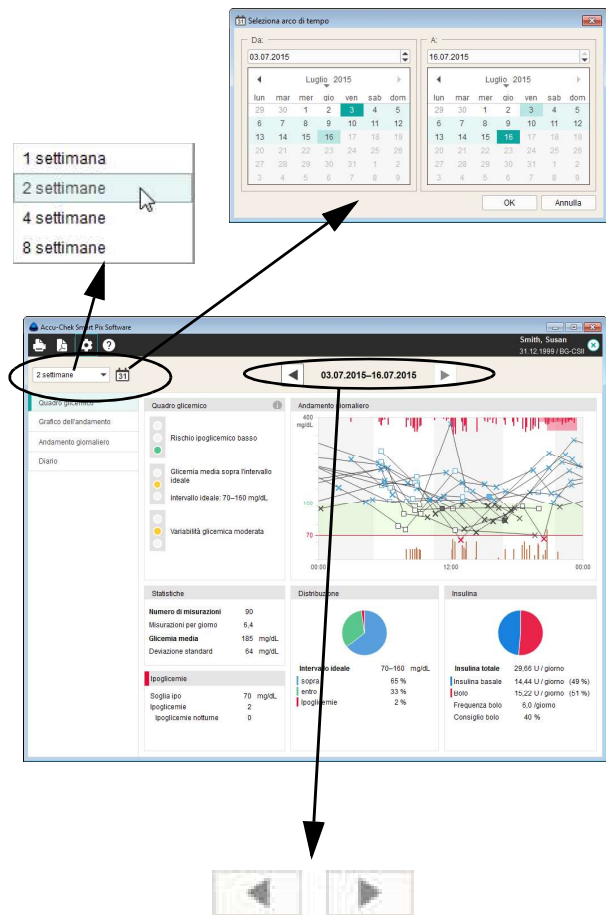 Seleziona arco di tempo
Da:
A:
03.07.2015
16.07.2015
Luglio 2015
Luglio 2015
lun mar mer gio ven sab dom
lun mar mer gio ven sab dom
29 30 1 2 3 4 5
29 30 1 2 3 4 5
6 7 8 9 10 11 12
6 7 8 9 10 11 12
13 14 15 16 17 18 19
13 14 15 16 17 18 19
20 21 22 23 24 25 26
20 21 22 23 24 25 26
27 28 29 30 31 1 2
27 28 29 30 31 1 2
3 4 5 6 7 8 9
3 4 5 6 7 8 9
OK Annulla
1 settimana
2 settimane
4 settimane
8 settimane
Accu-Chek Smart Pix Software
Smith, Susan
31.12.1999 / BG-CSII
2 settimane
31
03.07.2015–16.07.2015
Quadro glicemico
Grafico dell'andamento
Andamento giornaliero
Diario
Quadro glicemico
Rischio ipoglicemico basso
Glicemia media sopra l'intervallo
ideale
Intervallo ideale: 70–160 mg/dL
Variabilità glicemica moderata
Andamento giornaliero
400
mg/dL
160
70
00:00 12:00 00:00
Statistiche
Numero di misurazioni 90
Misurazioni per giorno 6,4
Glicemia media 185 mg/dL
Deviazione standard 64 mg/dL
Ipoglicemie
Soglia ipo 70 mg/dL
Ipoglicemie 2
Ipoglicemie notturne 0
Distribuzione
Intervallo ideale 70–160 mg/dL
sopra 65 %
entro 33 %
Ipoglicemie 2 %
Insulina
Insulina totale 29,66 U / giorno
Insulina basale 14,44 U / giorno (49 %)
Bolo 15,22 U / giorno (51 %)
Frequenza bolo 6,0 /giorno
Consiglio bolo 40 %